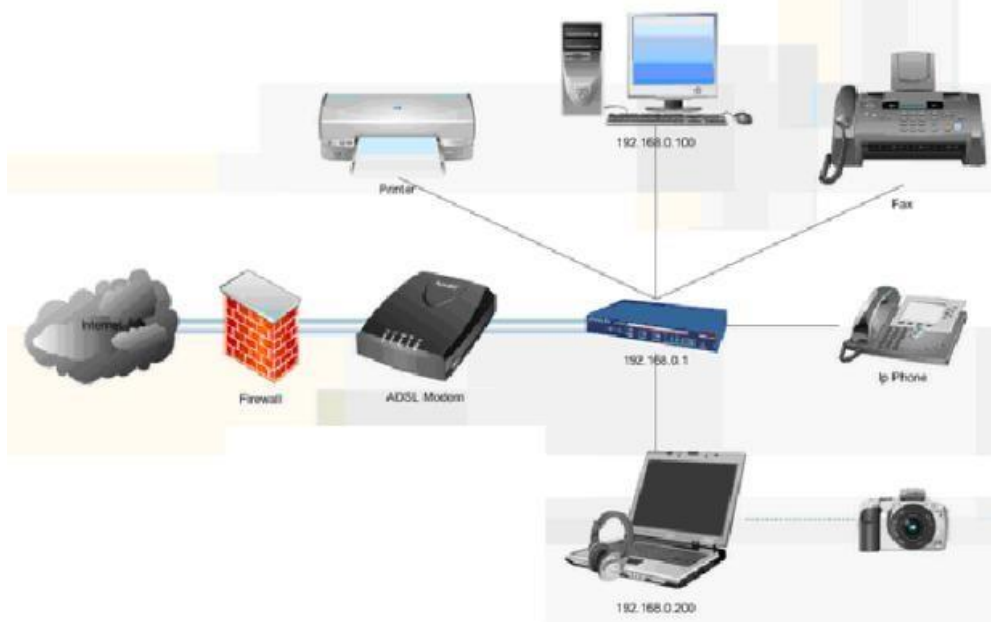 192.168.0.100
Printer
Fax
Internet
Firewall
ADSL Modem
192.168.0.1
Ip Phone
192.168.0.200